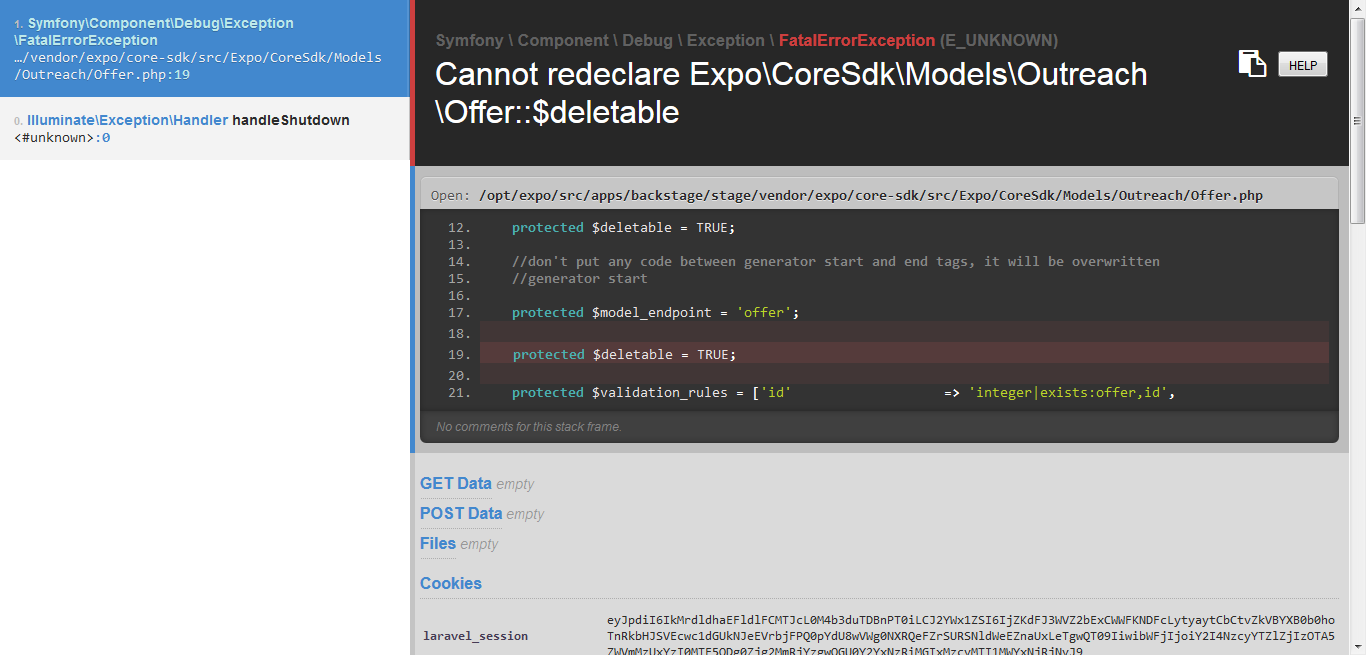 1. Symfony\Component\Debug\Exception
\FatalErrorException
…/vendor/expo/core-sdk/src/Expo/CoreSdk/Models
/Outreach/Offer.php:19
0. Illuminate\Exception\Handler handleShutdown
<#unknown>:0
Symfony \ Component \ Debug \ Exception \ FatalErrorException (E_UNKNOWN)
Cannot redeclare Expo\CoreSdk\Models\Outreach
\Offer::$deletable
HELP
Open: /opt/expo/src/apps/backstage/stage/vendor/expo/core-sdk/src/Expo/CoreSdk/Models/Outreach/Offer.php
12. protected $deletable = TRUE;
13.
14. //don't put any code between generator start and end tags, it will be overwritten
15. //generator start
16.
17. protected $model_endpoint = 'offer';
18.
19. protected $deletable = TRUE;
20.
21. protected $validation_rules = ['id' => 'integer|exists:offer,id',
No comments for this stack frame.
GET Data empty
POST Data empty
Files empty
Cookies
laravel_session